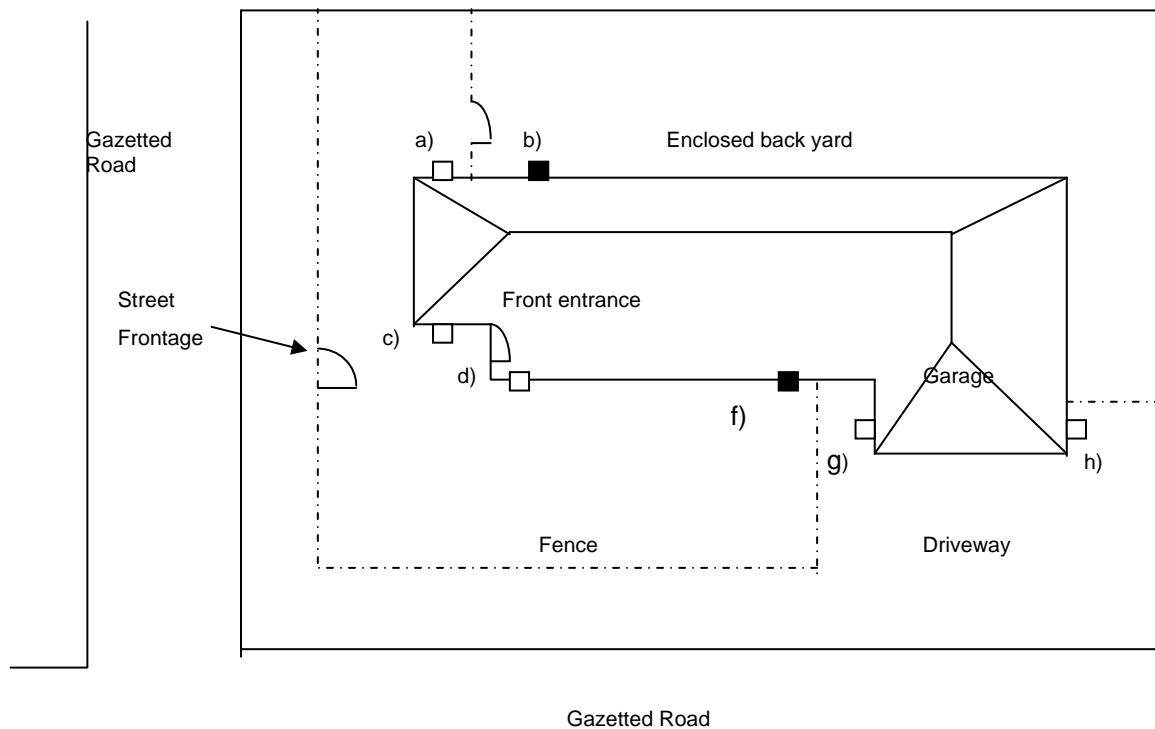 Gazetted
Road
a)
b)
Enclosed back yard
Street
Frontage
Front entrance
c)
d)
Garage
f)
g)
h)
Fence
Driveway
Gazetted Road